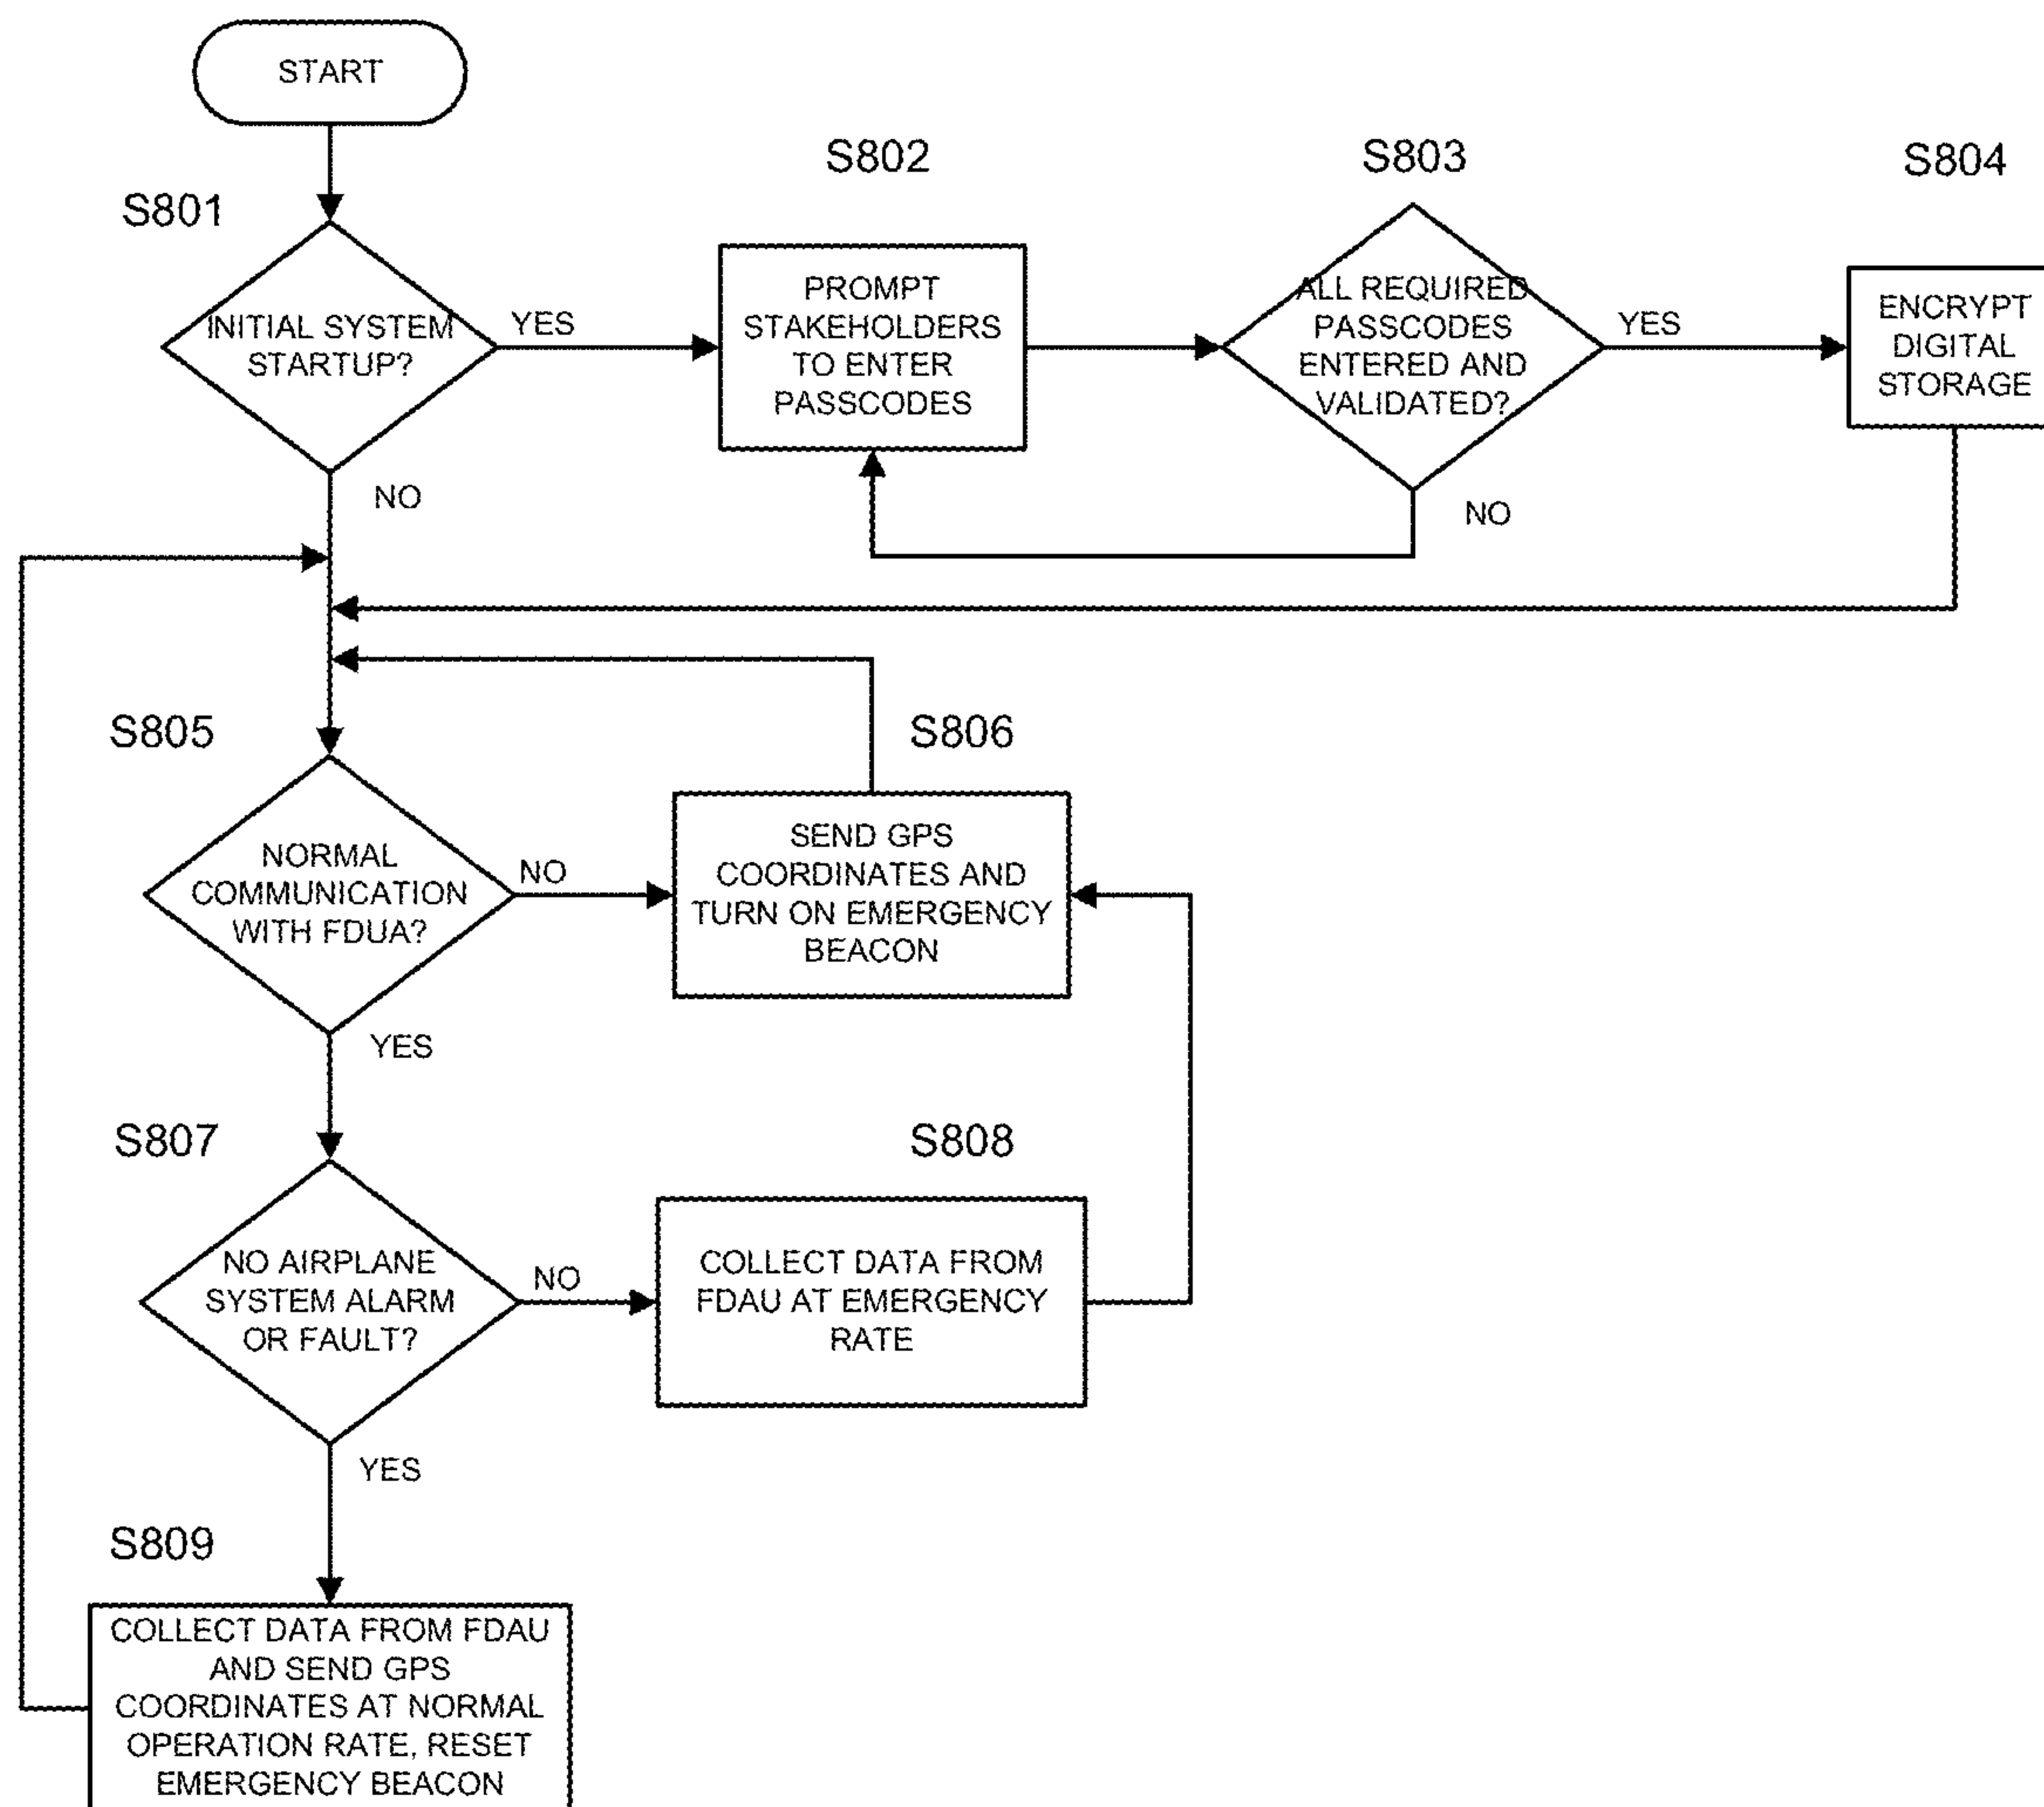 START
S801
INITIAL SYSTEM
STARTUP?
YES
NO
S802
PROMPT
STAKEHOLDERS
TO ENTER
PASSCODES
S803
ALL REQUIRED
PASSCODES
ENTERED AND
VALIDATED?
YES
NO
S804
ENCRYPT
DIGITAL
STORAGE
S805
NORMAL
COMMUNICATION
WITH FDUA?
NO
YES
S806
SEND GPS
COORDINATES AND
TURN ON EMERGENCY
BEACON
S807
NO AIRPLANE
SYSTEM ALARM
OR FAULT?
NO
YES
S808
COLLECT DATA FROM
FDAU AT EMERGENCY
RATE
S809
COLLECT DATA FROM FDAU
AND SEND GPS
COORDINATES AT NORMAL
OPERATION RATE, RESET
EMERGENCY BEACON